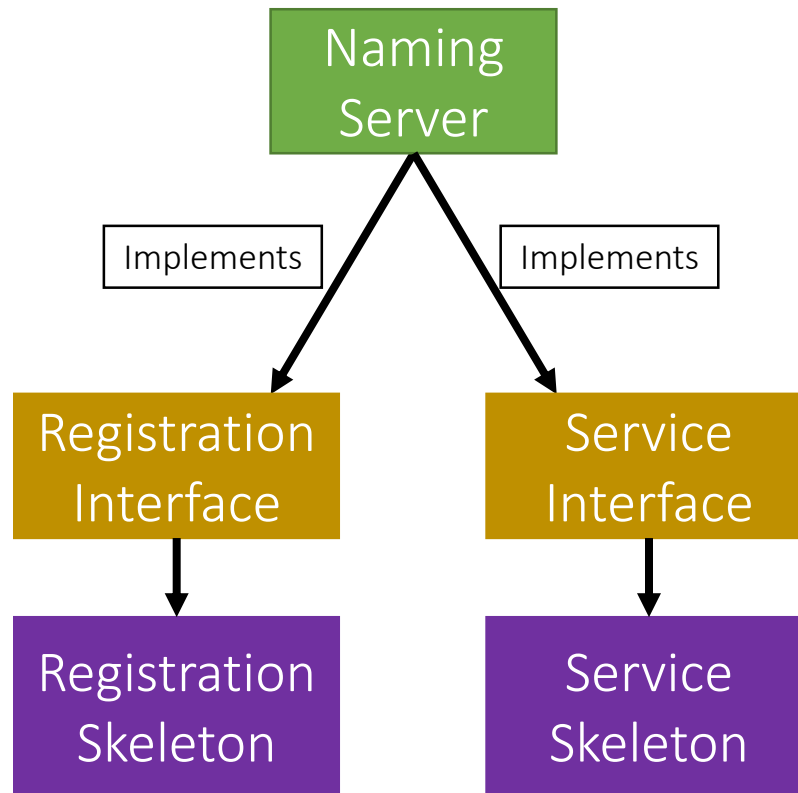 Naming
Server
Implements
Implements
Registration
Interface
Service
Interface
Registration
Skeleton
Service
Skeleton